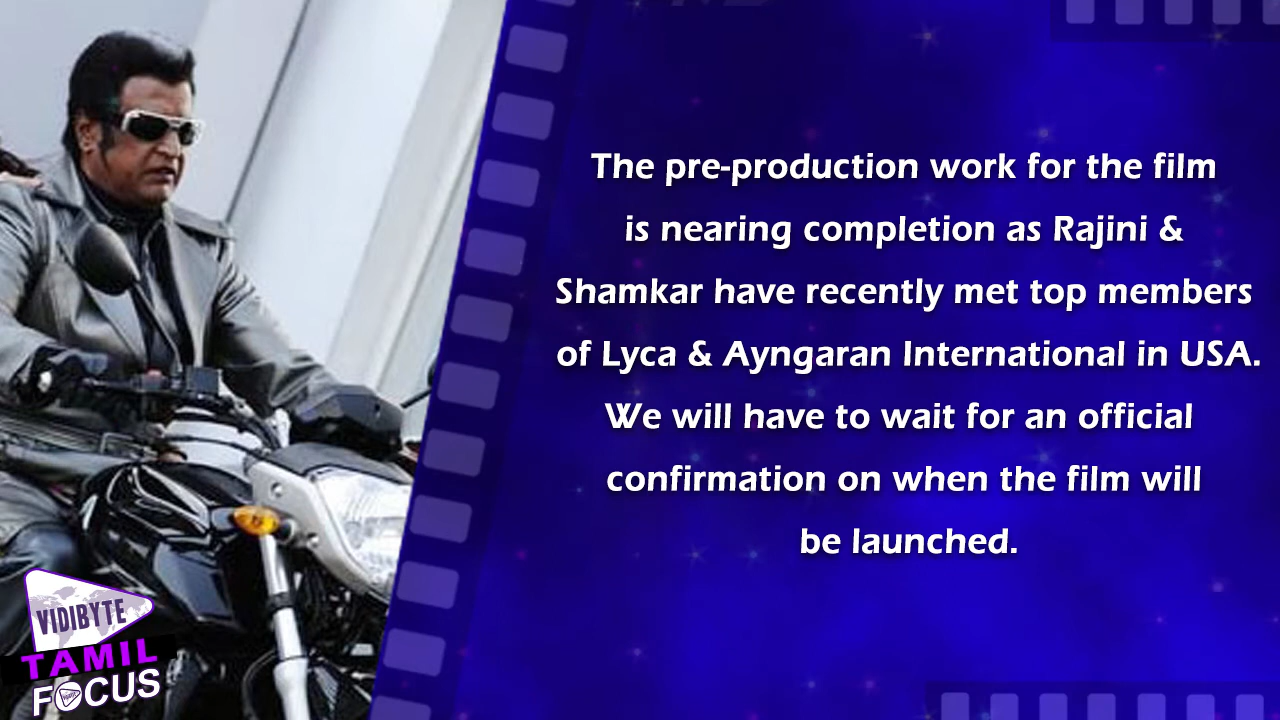 The pre-production work for the film
is nearing completion as Rajini &
Shamkar have recently met top members
of Lyca & Ayngaran International in USA.
We will have to wait for an official
confirmation on when the film will
be launched.
VIDIBYTE
TAMIL
FOCUS